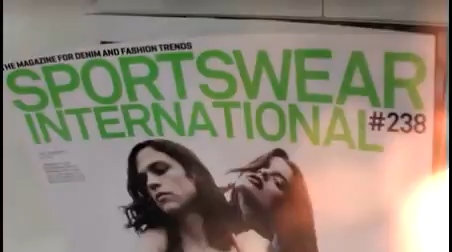 THE MAGAZINE FOR DENIM AND FASHION TRENDS
SPORTSWEAR
INTERNATIONAL #238